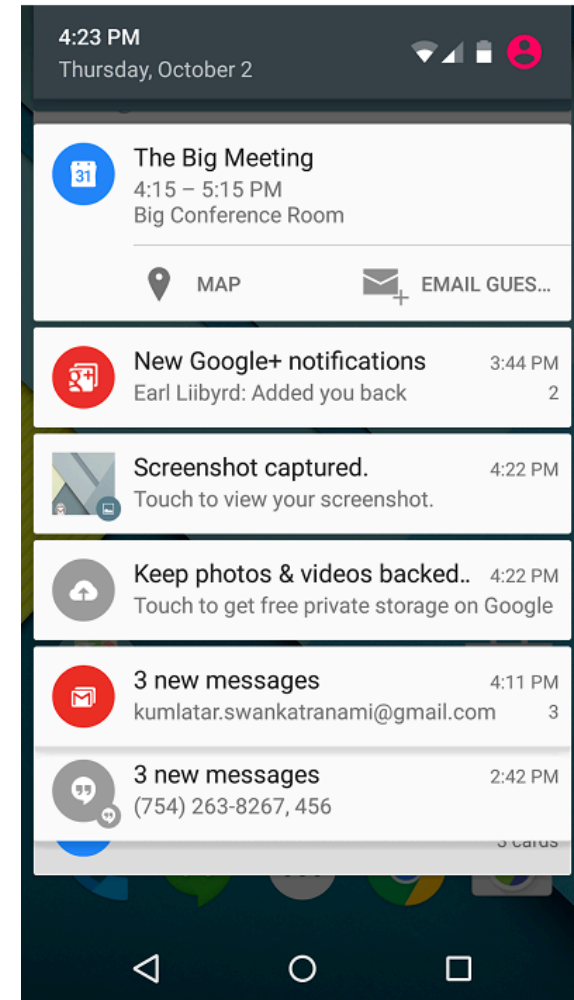 4:23 PM
Thursday, October 2
31
The Big Meeting
4:15 – 5:15 PM
Big Conference Room
MAP
EMAIL GUES...
New Google+ notifications 3:44 PM
Earl Liibyrd: Added you back 2
Screenshot captured. 4:22 PM
Touch to view your screenshot.
Keep photos & videos backed.. 4:22 PM
Touch to get free private storage on Google
3 new messages 4:11 PM
kumlatar.swankatranami@gmail.com 3
3 new messages 2:42 PM
(754) 263-8267, 456
3 cards